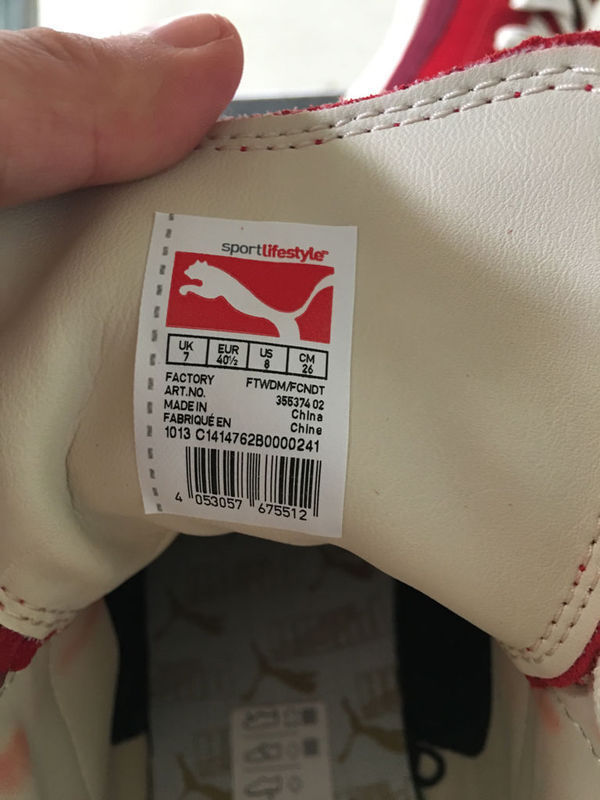 sportlifestyle™
UK EUR US CM
7 40½ 8 26
FACTORY FTWDM/FCNDT
ART.NO. 355374 02
MADE IN China
FABRIQUÉ EN Chine
1013 C1414762B0000241
4 053057 675512